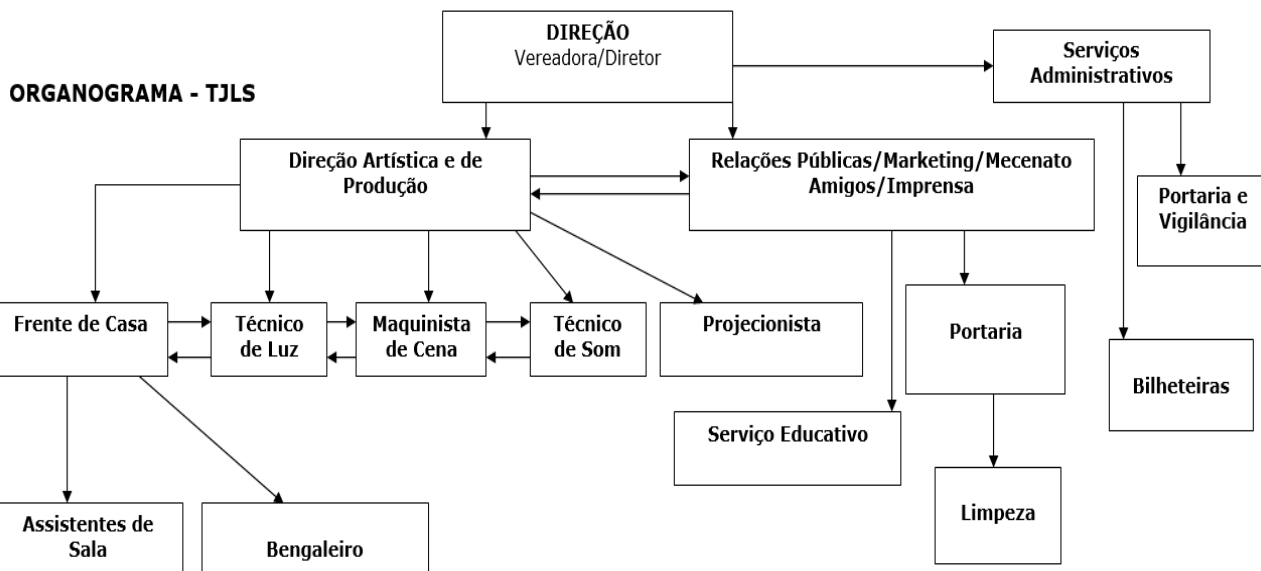 DIREÇÃO
Vereadora/Diretor
Serviços
Administrativos
ORGANOGRAMA - TJLS
Direção Artística e de
Produção
Relações Públicas/Marketing/Mecenato
Amigos/Imprensa
Portaria e
Vigilância
Frente de Casa
Técnico
de Luz
Maquinista
de Cena
Técnico
de Som
Projecionista
Portaria
Bilheteiras
Serviço Educativo
Limpeza
Assistentes de
Sala
Bengaleiro